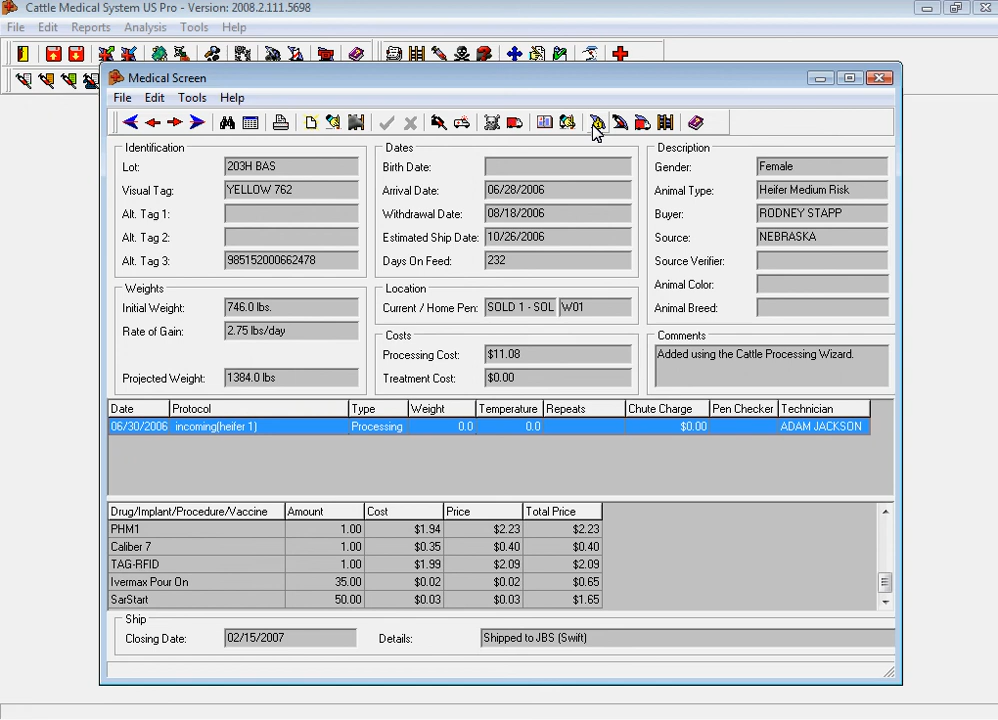 Cattle Medical System US Pro - Version: 2008.2.111.5698
File Edit Reports Analysis Tools Help
Medical Screen
File Edit Tools Help
Identification
Lot: 203H BAS
Visual Tag: YELLOW 762
Alt. Tag 1:
Alt. Tag 2:
Alt. Tag 3: 985152000662478
Dates
Birth Date:
Arrival Date: 06/28/2006
Withdrawal Date: 08/18/2006
Estimated Ship Date: 10/26/2006
Days On Feed: 232
Description
Gender: Female
Animal Type: Heifer Medium Risk
Buyer: RODNEY STAPP
Source: NEBRASKA
Source Verifier:
Animal Color:
Animal Breed:
Weights
Initial Weight: 746.0 lbs.
Rate of Gain: 2.75 lbs/day
Projected Weight: 1384.0 lbs
Location
Current / Home Pen: SOLD 1 - SOL W01
Costs
Processing Cost: $11.08
Treatment Cost: $0.00
Comments
Added using the Cattle Processing Wizard.
Date Protocol Type Weight Temperature Repeats Chute Charge Pen Checker Technician
06/30/2006 incoming(heifer 1) Processing 0.0 0.0 $0.00 ADAM JACKSON
Drug/Implant/Procedure/Vaccine Amount Cost Price Total Price
PHM1 1.00 $1.94 $2.23 $2.23
Caliber 7 1.00 $0.35 $0.40 $0.40
TAG-RFID 1.00 $1.99 $2.09 $2.09
Ivermax Pour On 35.00 $0.02 $0.02 $0.65
SarStart 50.00 $0.03 $0.03 $1.65
Ship
Closing Date: 02/15/2007 Details: Shipped to JBS (Swift)